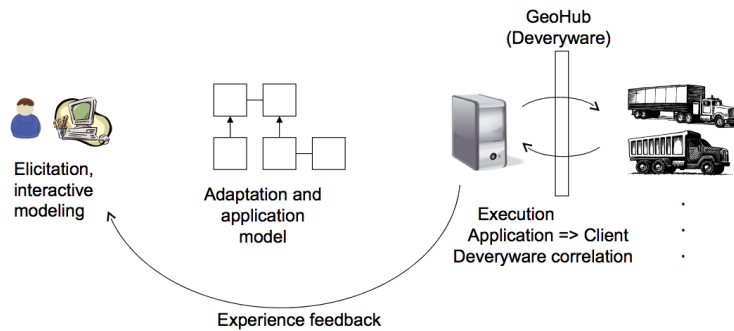 GeoHub
(Deveryware)
Elicitation,
interactive
modeling
Adaptation and
application
model
Execution
Application => Client
Deveryware correlation
Experience feedback